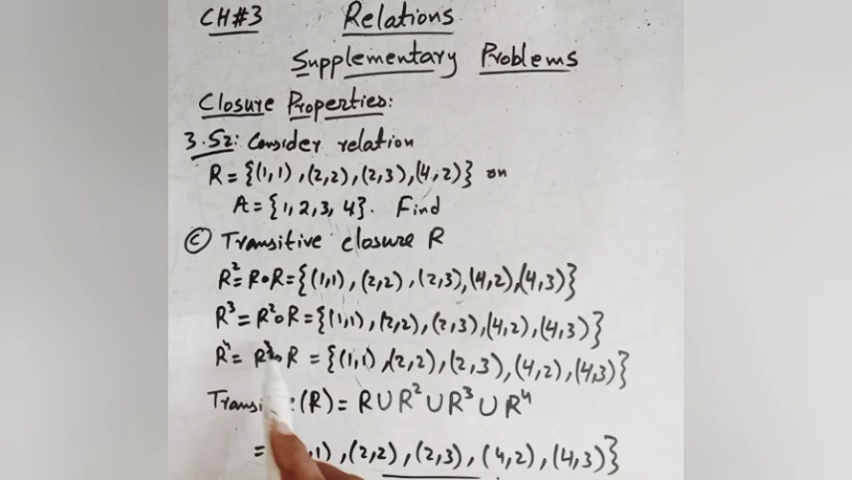 CH#3 Relations
Supplementary Problems
Closure Properties:
3.52: Consider relation
R = {(1,1), (2,2), (2,3), (4,2)} on
A = {1, 2, 3, 4}. Find
Ⓒ Transitive closure R
R² = R∘R = {(1,1), (2,2), (2,3), (4,2), (4,3)}
R³ = R²∘R = {(1,1), (2,2), (2,3), (4,2), (4,3)}
R⁴ = R³∘R = {(1,1), (2,2), (2,3), (4,2), (4,3)}
(R) = R ∪ R² ∪ R³ ∪ R⁴
= ,1), (2,2), (2,3), (4,2), (4,3)}